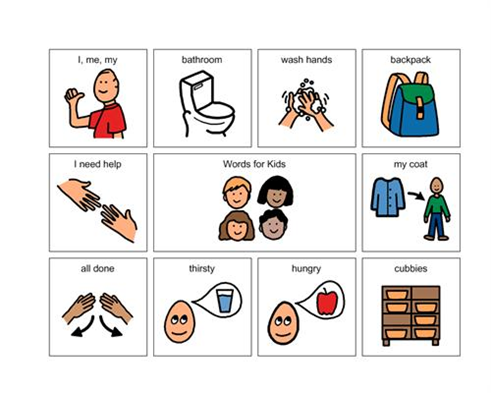 I, me, my
bathroom
wash hands
backpack
I need help
Words for Kids
my coat
all done
thirsty
hungry
cubbies